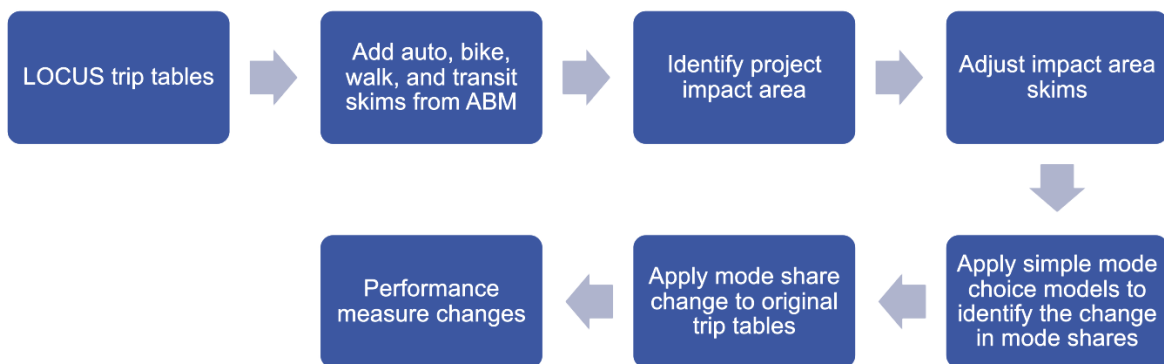 LOCUS trip tables
Add auto, bike,
walk, and transit
skims from ABM
Identify project
impact area
Adjust impact area
skims
Apply simple mode
choice models to
identify the change
in mode shares
Apply mode share
change to original
trip tables
Performance
measure changes